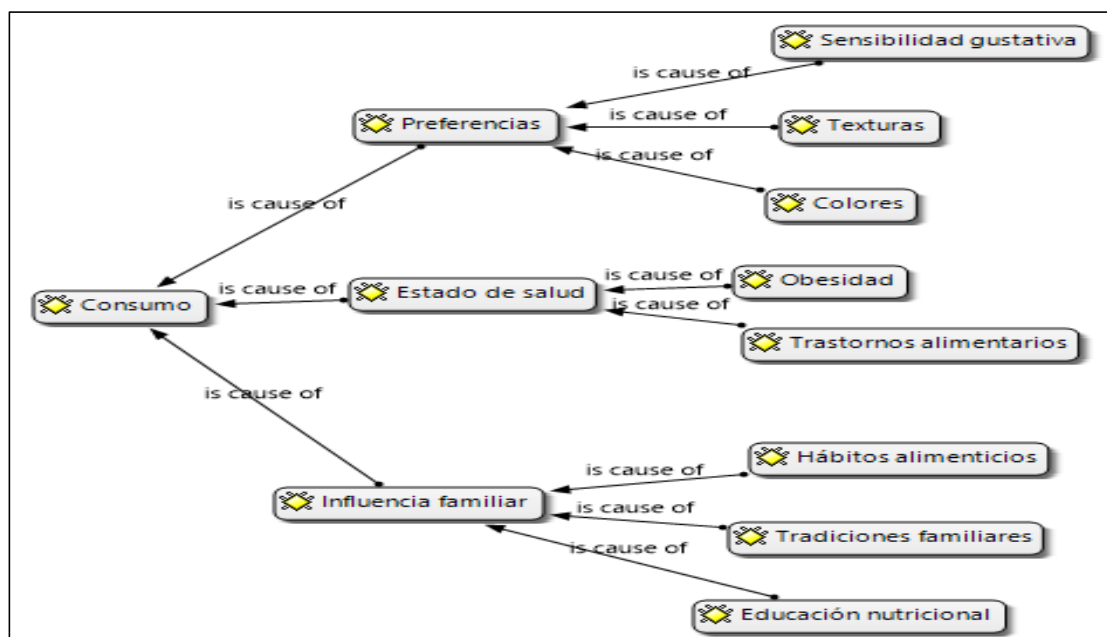 Sensibilidad gustativa
is cause of
Preferencias
is cause of
Texturas
is cause of
Colores
is cause of
Consumo
is cause of
Estado de salud
is cause of
Obesidad
is cause of
Trastornos alimentarios
is cause of
Hábitos alimenticios
is cause of
Influencia familiar
is cause of
Tradiciones familiares
is cause of
Educación nutricional